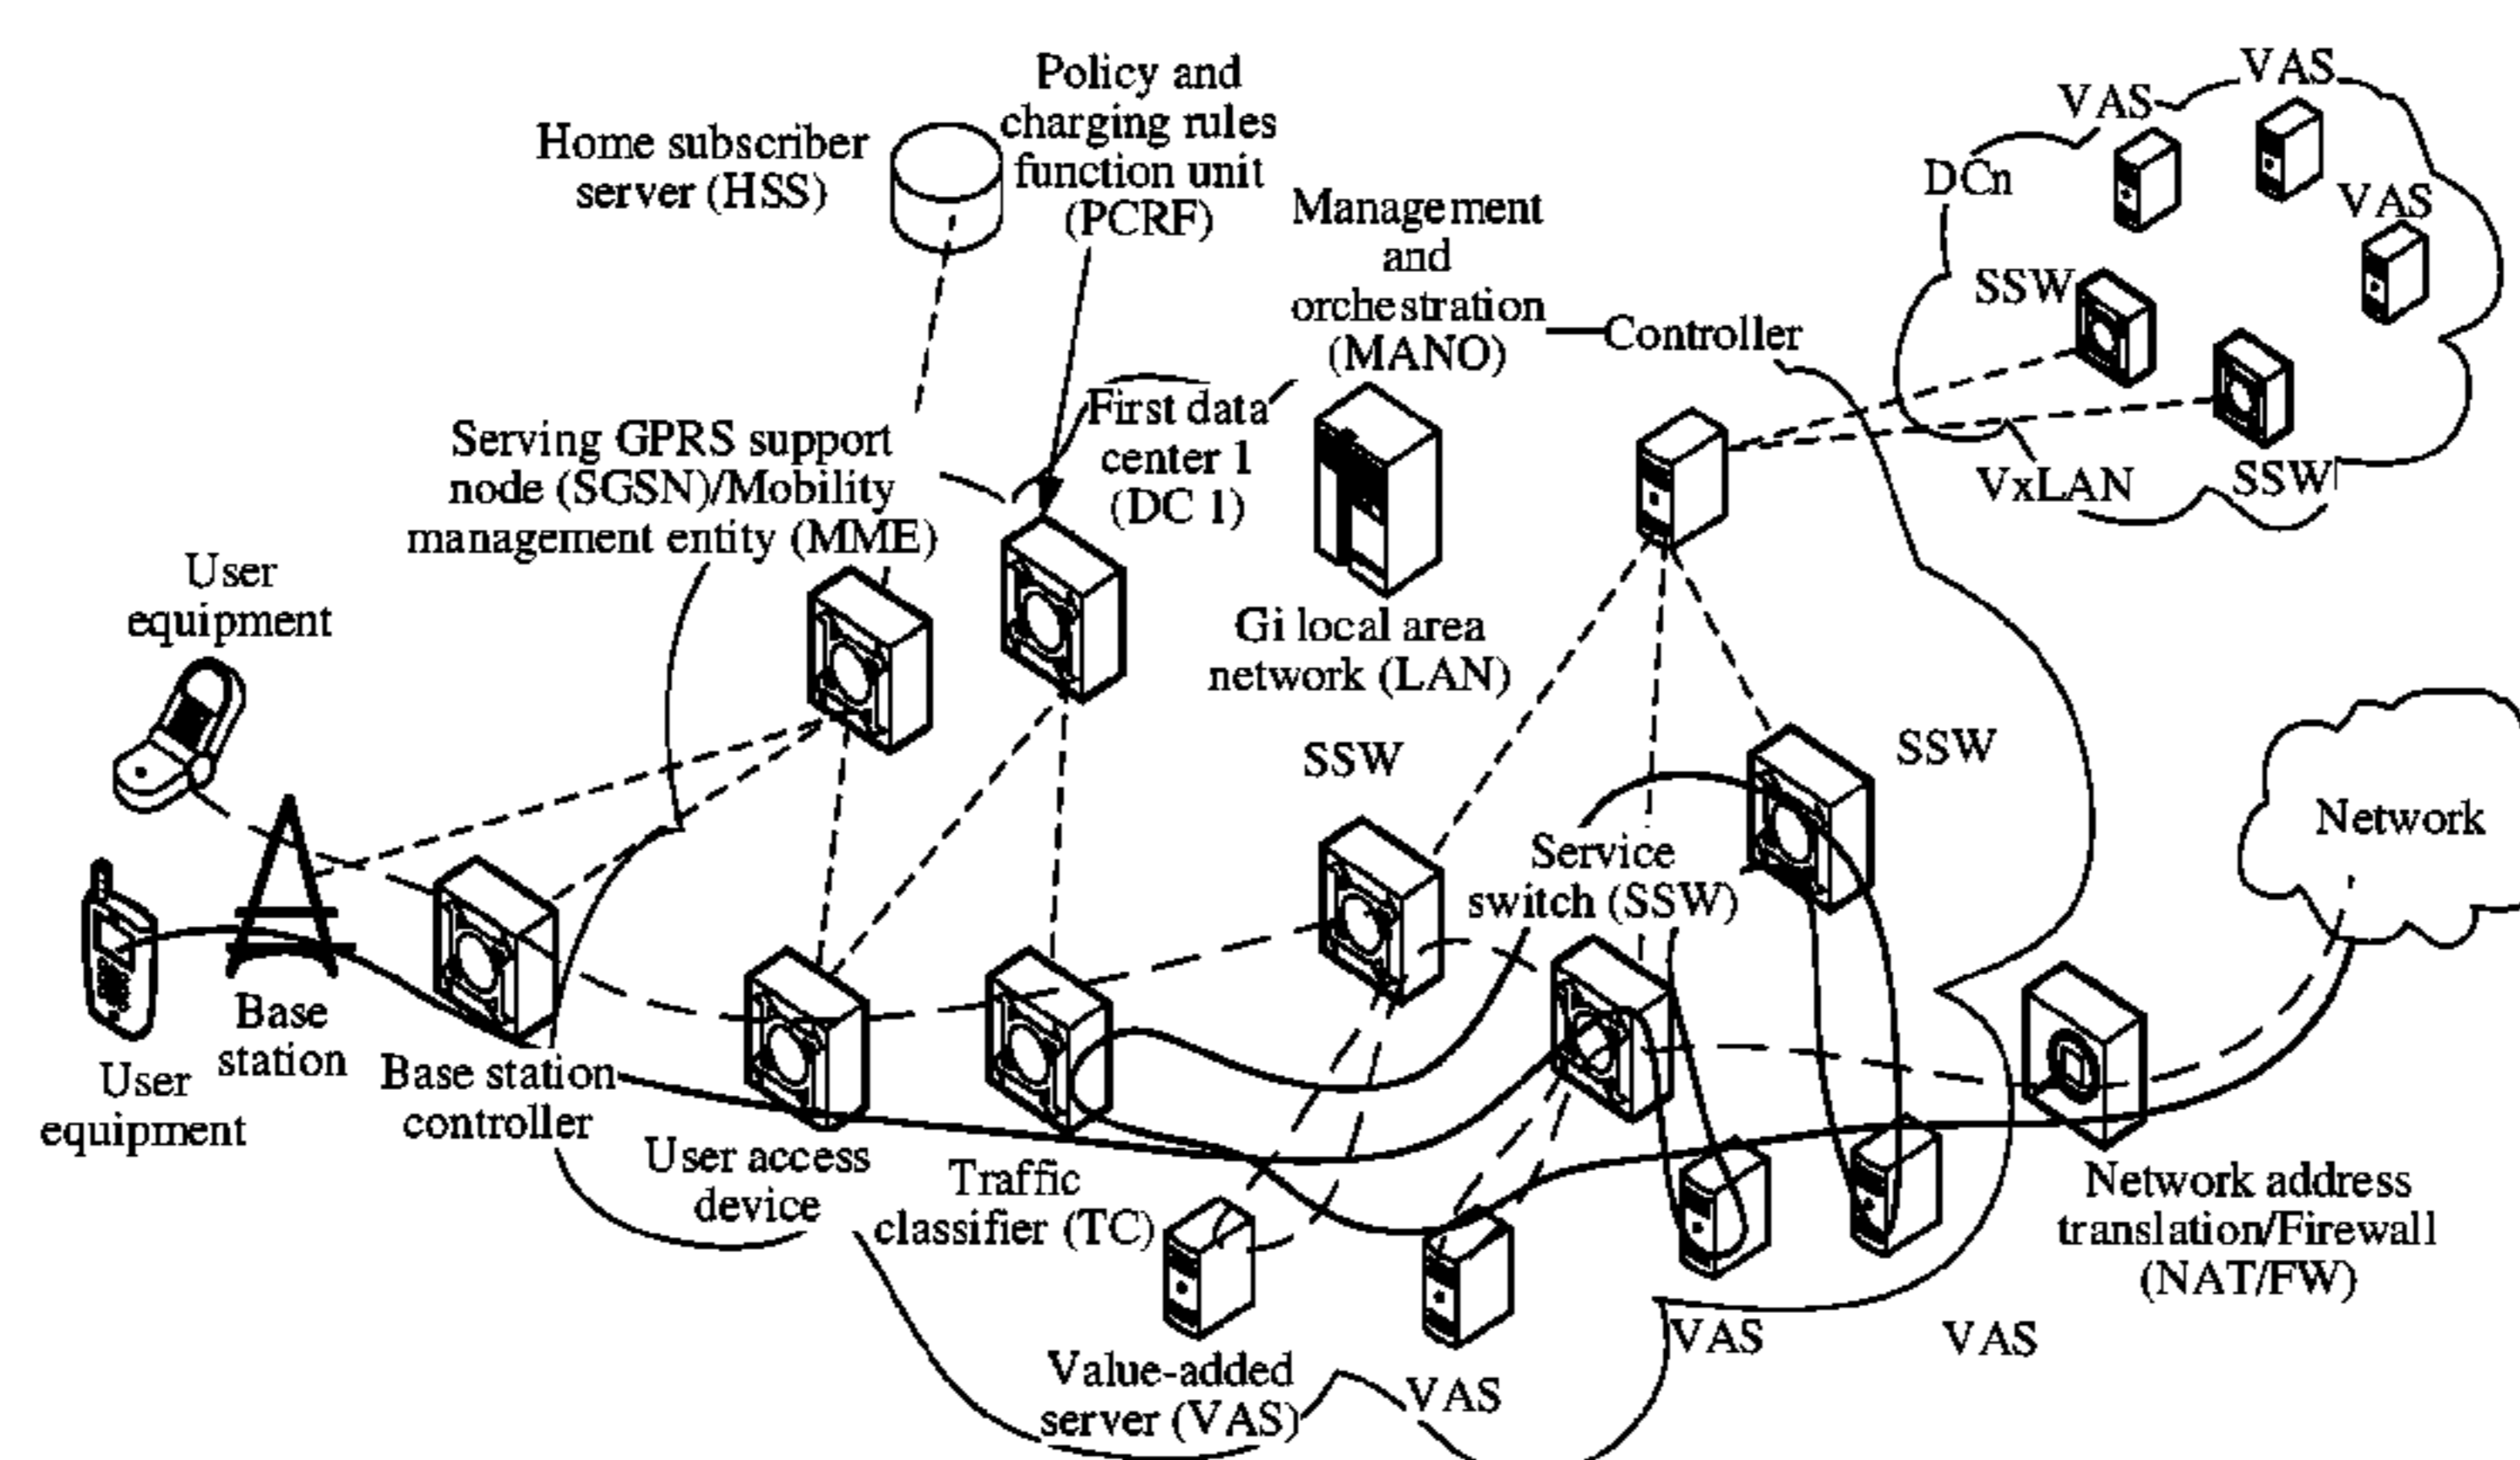 Policy and
charging rules
function unit
(PCRF)
Home subscriber
server (HSS)
Management
and
orchestration
(MANO)
Controller
VAS
VAS
VAS
DCn
SSW
SSW
VxLAN
First data
center 1
(DC 1)
Serving GPRS support
node (SGSN)/Mobility
management entity (MME)
User
equipment
Gi local area
network (LAN)
SSW
SSW
Service
switch (SSW)
Network
Base
station
User
equipment
Base station
controller
User access
device
Traffic
classifier (TC)
Value-added
server (VAS)
VAS
VAS
VAS
Network address
translation/Firewall
(NAT/FW)